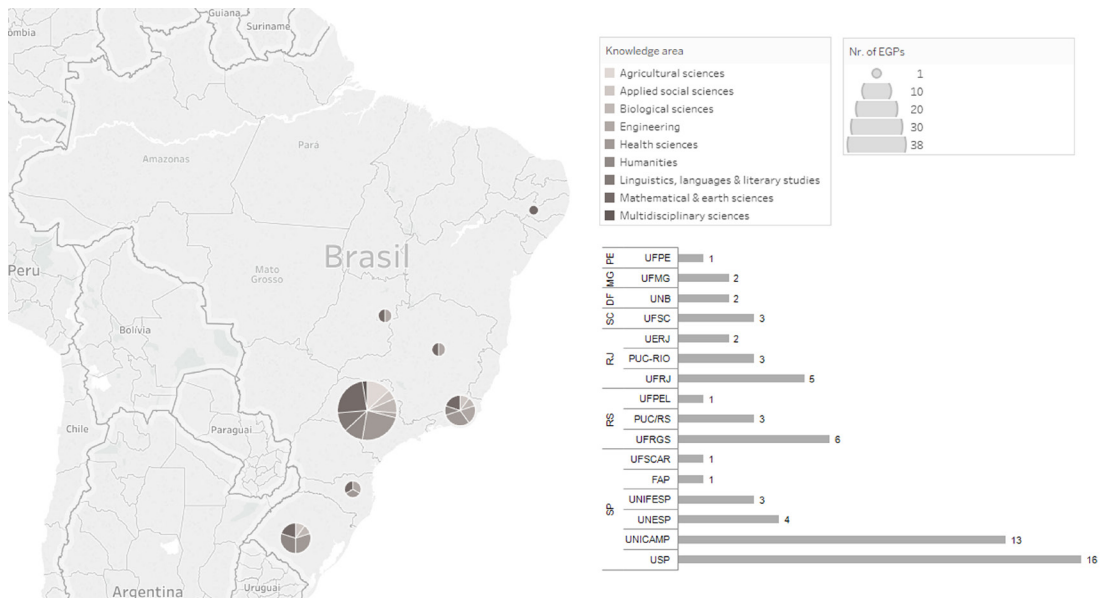 Guiana
Suriname
ombia
Amazonas
Pará
Brasil
Peru
Mato
Grosso
Bolívia
Paraguai
Chile
Uruguai
Argentina
Knowledge area
Agricultural sciences
Applied social sciences
Biological sciences
Engineering
Health sciences
Humanities
Linguistics, languages & literary studies
Mathematical & earth sciences
Multidisciplinary sciences
Nr. of EGPs
1
10
20
30
38
PE UFPE 1
MG UFMG 2
DF UNB 2
SC UFSC 3
UERJ 2
RJ PUC-RIO 3
UFRJ 5
UFPEL 1
RS PUC/RS 3
UFRGS 6
UFSCAR 1
FAP 1
SP UNIFESP 3
UNESP 4
UNICAMP 13
USP 16